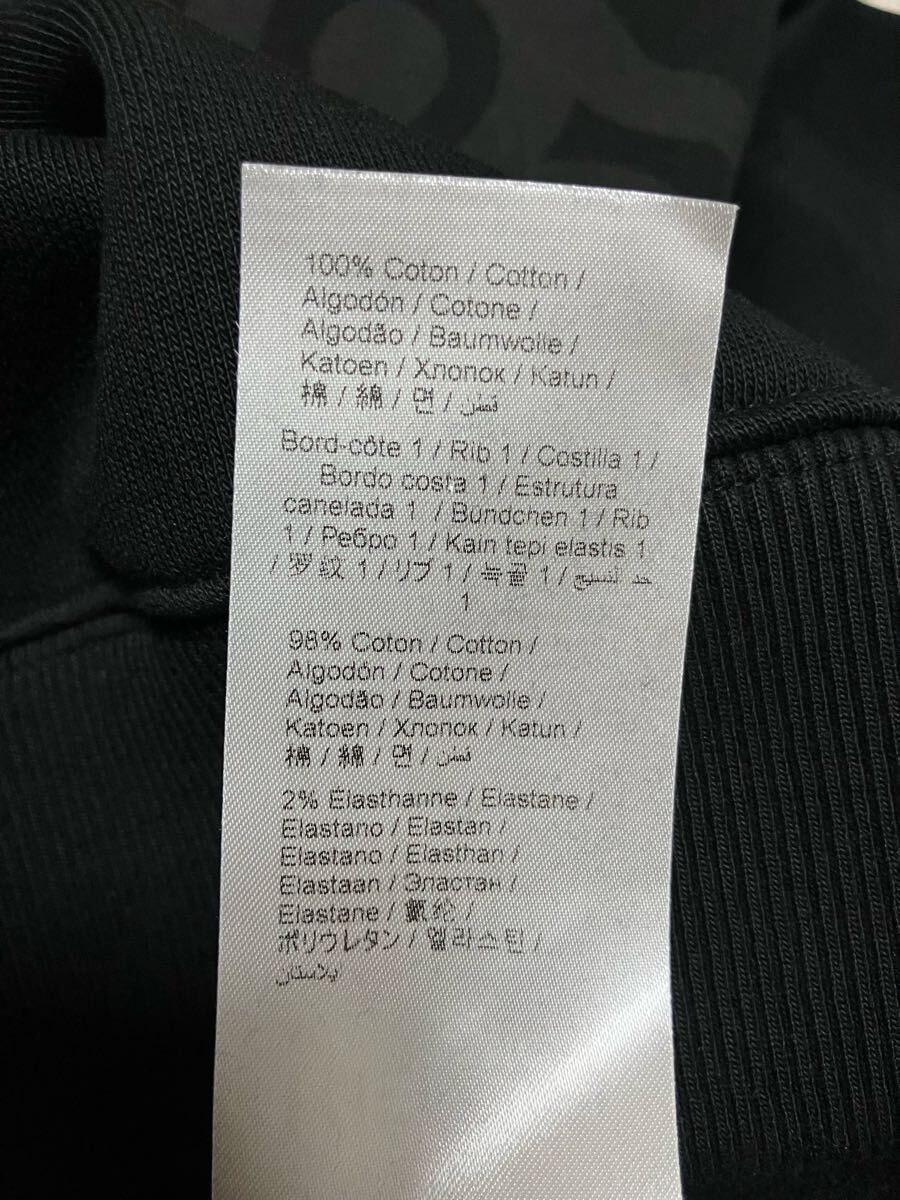 100% Coton / Cotton /
Algodón / Cotone /
Algodão / Baumwolle /
Katoen / Хлопок / Katun /
棉 / 綿 / 면 / قطن
Bord-côte 1 / Rib 1 / Costilla 1 /
Bordo costa 1 / Estrutura
canelada 1 / Bündchen 1 / Rib
1 / Ребро 1 / Kain tepi elastis 1
/ 罗纹 1 / リブ 1 / 늑골 1 /
1
98% Coton / Cotton /
Algodón / Cotone /
Algodão / Baumwolle /
Katoen / Хлопок / Katun /
棉 / 綿 / 면 / قطن
2% Elasthanne / Elastane /
Elastano / Elastan /
Elastano / Elasthan /
Elastaan / Эластан /
Elastane / 氨纶 /
ポリウレタン / 엘라스틴 /